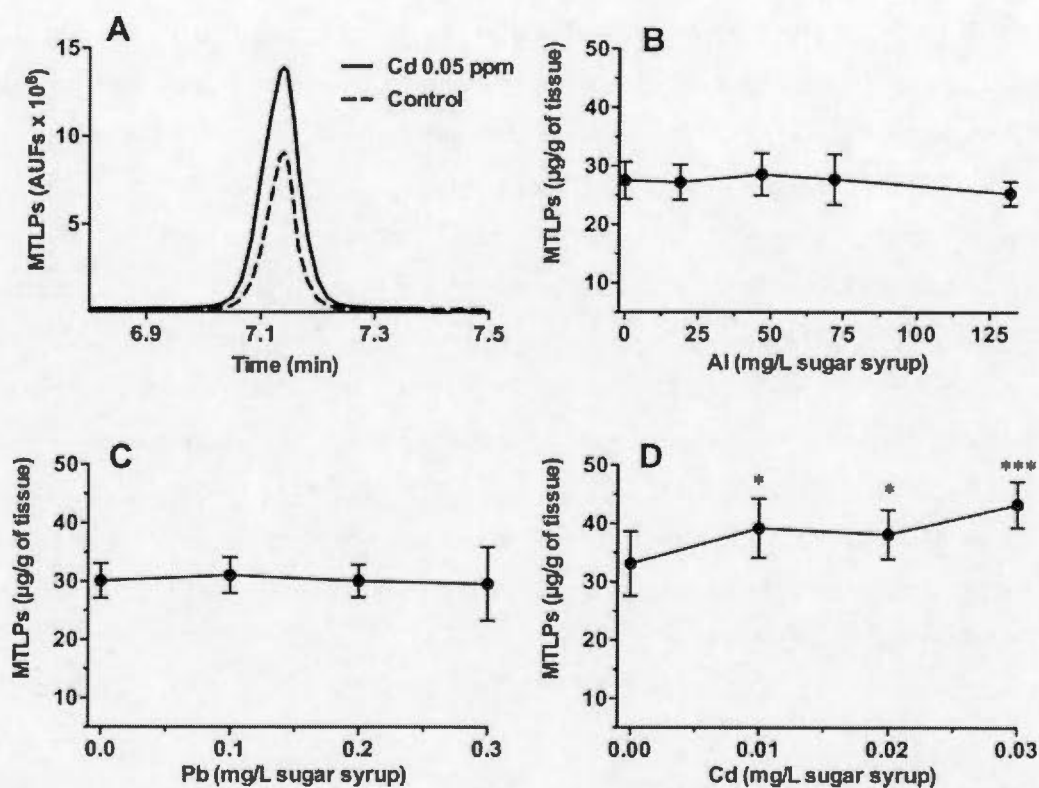 A
MTLPs (AUFs x 10⁶)
15
10
5
Cd 0.05 ppm
Control
6.9
7.1
7.3
7.5
Time (min)
B
MTLPs (µg/g of tissue)
50
40
30
20
10
0
25
50
75
100
125
Al (mg/L sugar syrup)
C
MTLPs (µg/g of tissue)
50
40
30
20
10
0.0
0.1
0.2
0.3
Pb (mg/L sugar syrup)
D
MTLPs (µg/g of tissue)
50
40
30
20
10
*
*
***
0.00
0.01
0.02
0.03
Cd (mg/L sugar syrup)